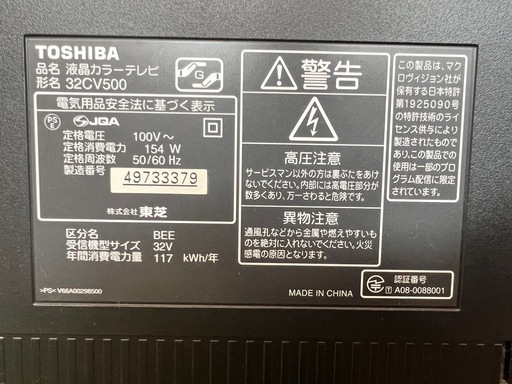 TOSHIBA
品名 液晶カラーテレビ
形名 32CV500
G
電気用品安全法に基づく表示
PS
E
JQA
定格電圧 100V～
定格消費電力 154 W
定格周波数 50/60 Hz
製造番号 49733379
株式会社 東芝
区分名 BEE
受信機型サイズ 32V
年間消費電力量 117 kWh/年
>PS< V66A00298500
警告
高圧注意
サービスマン以外の方は裏ぶたをあけ
ないでください。内部には高電圧部分が
数多くあり、万一さわると危険です。
異物注意
通風孔などから金属や燃えやすいも
のを絶対に入れないでください。火災
感電の原因になります。
MADE IN CHINA
この製品は、マク
ロヴィジョン社が
保有する日本特許
第1925090号
の特許技術のライ
センス供与により
製造されたもので
あり、この製品での
使用は一部のプロ
グラム配信に限定
されます。
認証番号
T A08-0088001